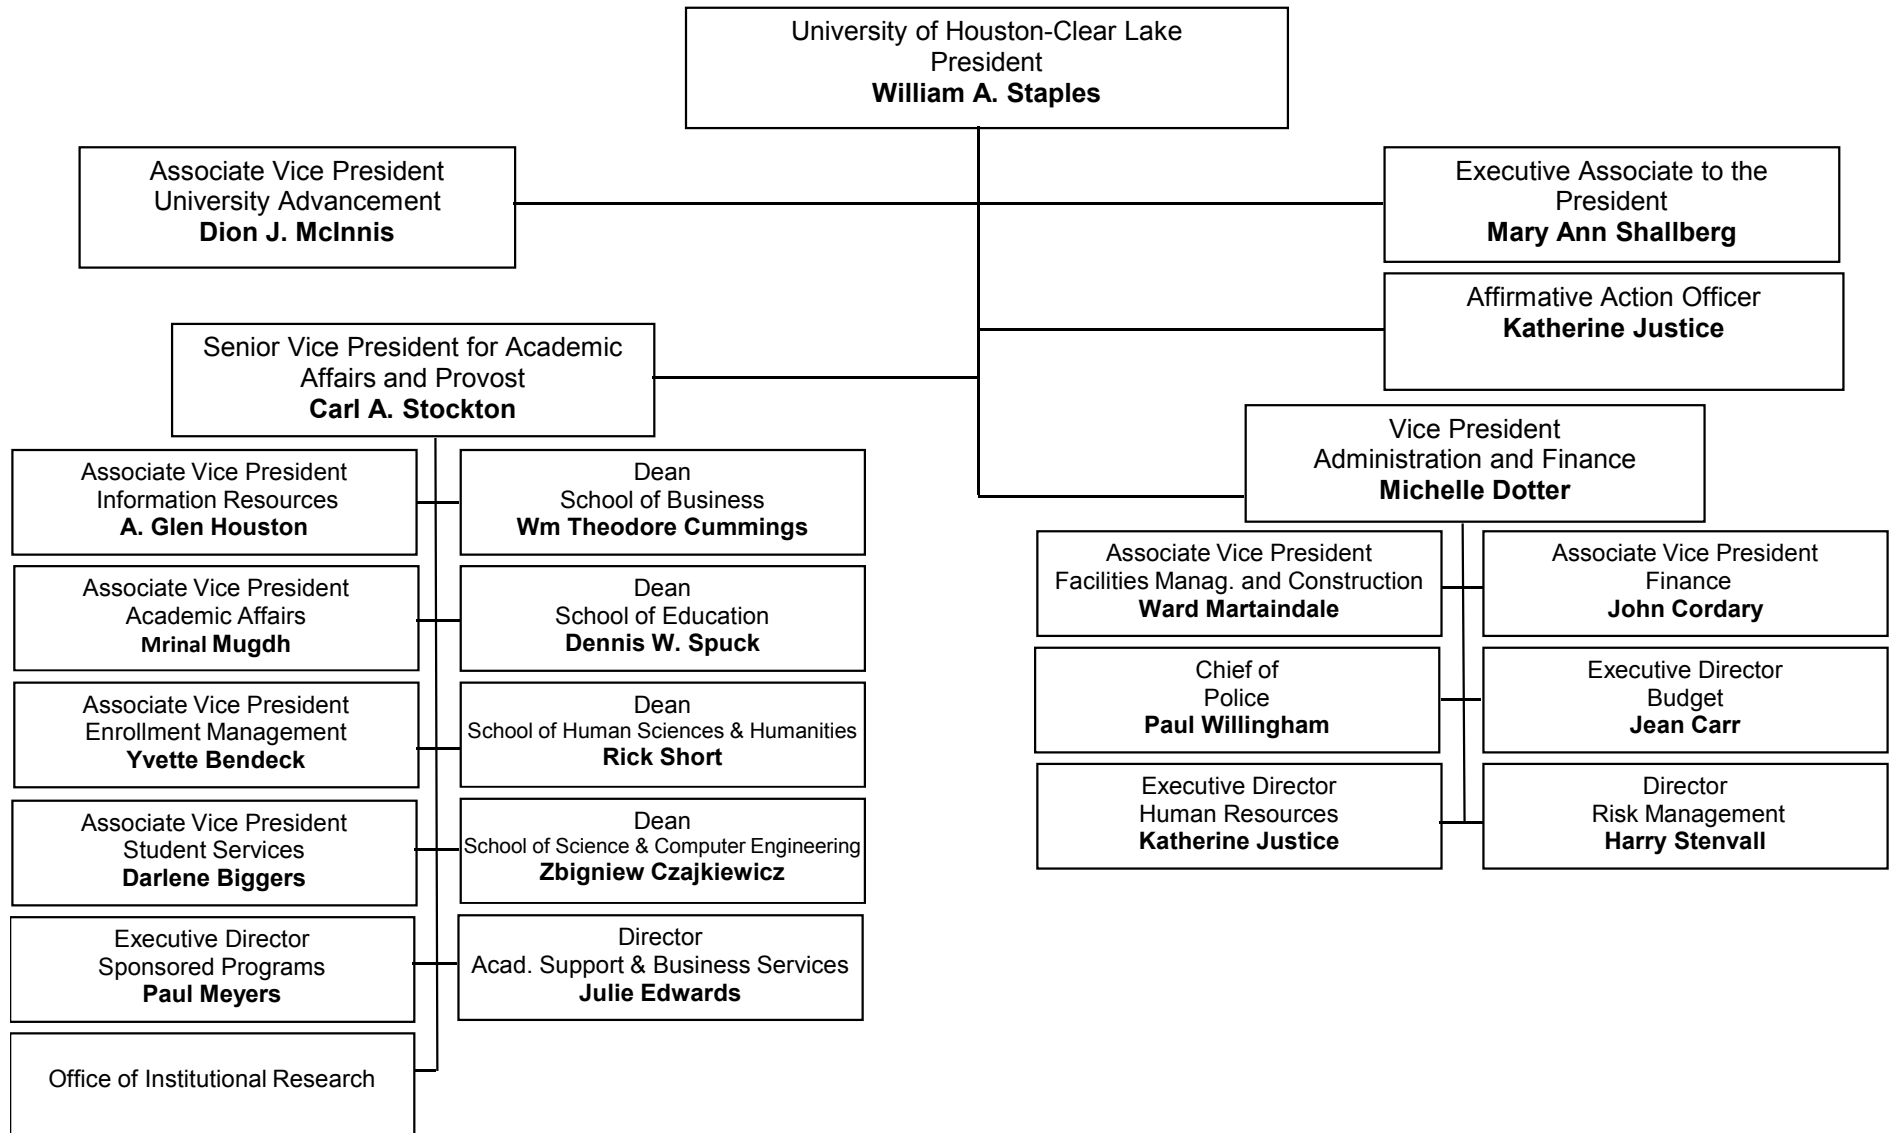 University of Houston-Clear Lake
President
William A. Staples
Associate Vice President
University Advancement
Dion J. McInnis
Executive Associate to the
President
Mary Ann Shallberg
Affirmative Action Officer
Katherine Justice
Senior Vice President for Academic
Affairs and Provost
Carl A. Stockton
Vice President
Administration and Finance
Michelle Dotter
Associate Vice President
Information Resources
A. Glen Houston
Dean
School of Business
Wm Theodore Cummings
Associate Vice President
Academic Affairs
Mrinal Mugdh
Dean
School of Education
Dennis W. Spuck
Associate Vice President
Enrollment Management
Yvette Bendeck
Dean
School of Human Sciences & Humanities
Rick Short
Associate Vice President
Student Services
Darlene Biggers
Dean
School of Science & Computer Engineering
Zbigniew Czajkiewicz
Executive Director
Sponsored Programs
Paul Meyers
Director
Acad. Support & Business Services
Julie Edwards
Office of Institutional Research
Associate Vice President
Facilities Manag. and Construction
Ward Martaindale
Associate Vice President
Finance
John Cordary
Chief of
Police
Paul Willingham
Executive Director
Budget
Jean Carr
Executive Director
Human Resources
Katherine Justice
Director
Risk Management
Harry Stenvall